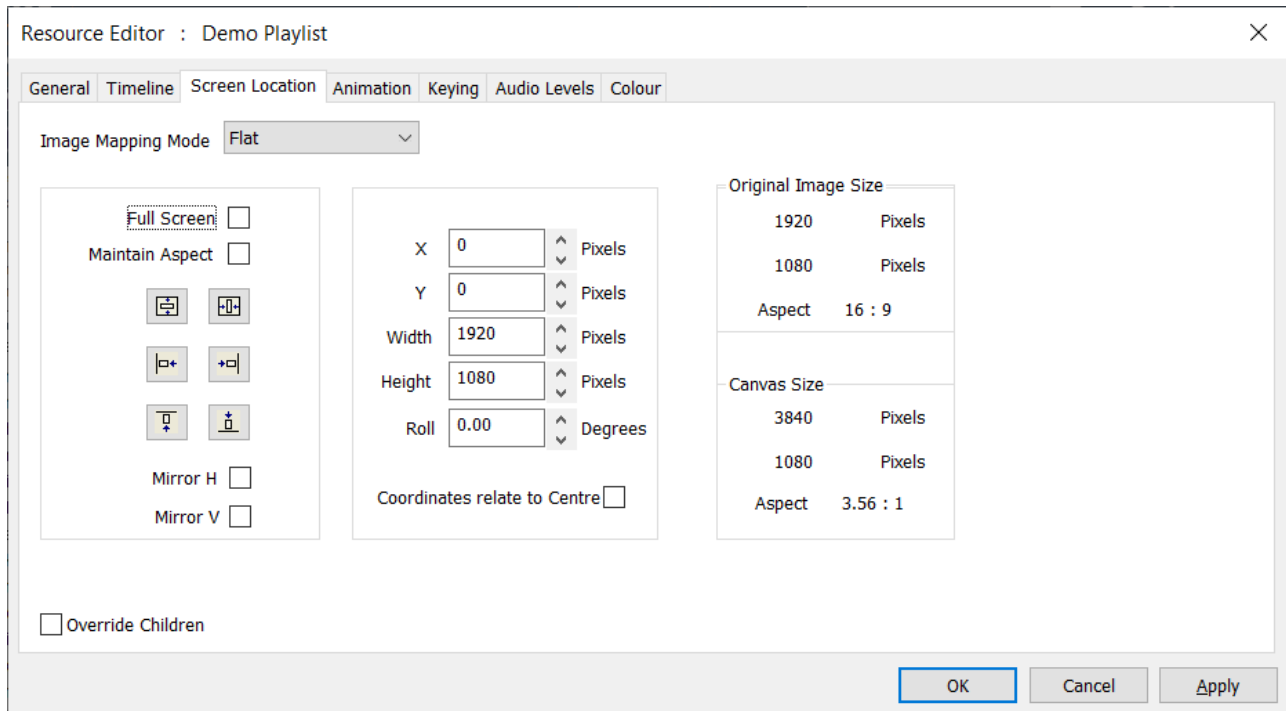 Resource Editor : Demo Playlist
General Timeline Screen Location Animation Keying Audio Levels Colour
Image Mapping Mode Flat
Full Screen
Maintain Aspect
Mirror H
Mirror V
X 0 Pixels
Y 0 Pixels
Width 1920 Pixels
Height 1080 Pixels
Roll 0.00 Degrees
Coordinates relate to Centre
Original Image Size
1920 Pixels
1080 Pixels
Aspect 16 : 9
Canvas Size
3840 Pixels
1080 Pixels
Aspect 3.56 : 1
Override Children
OK Cancel Apply